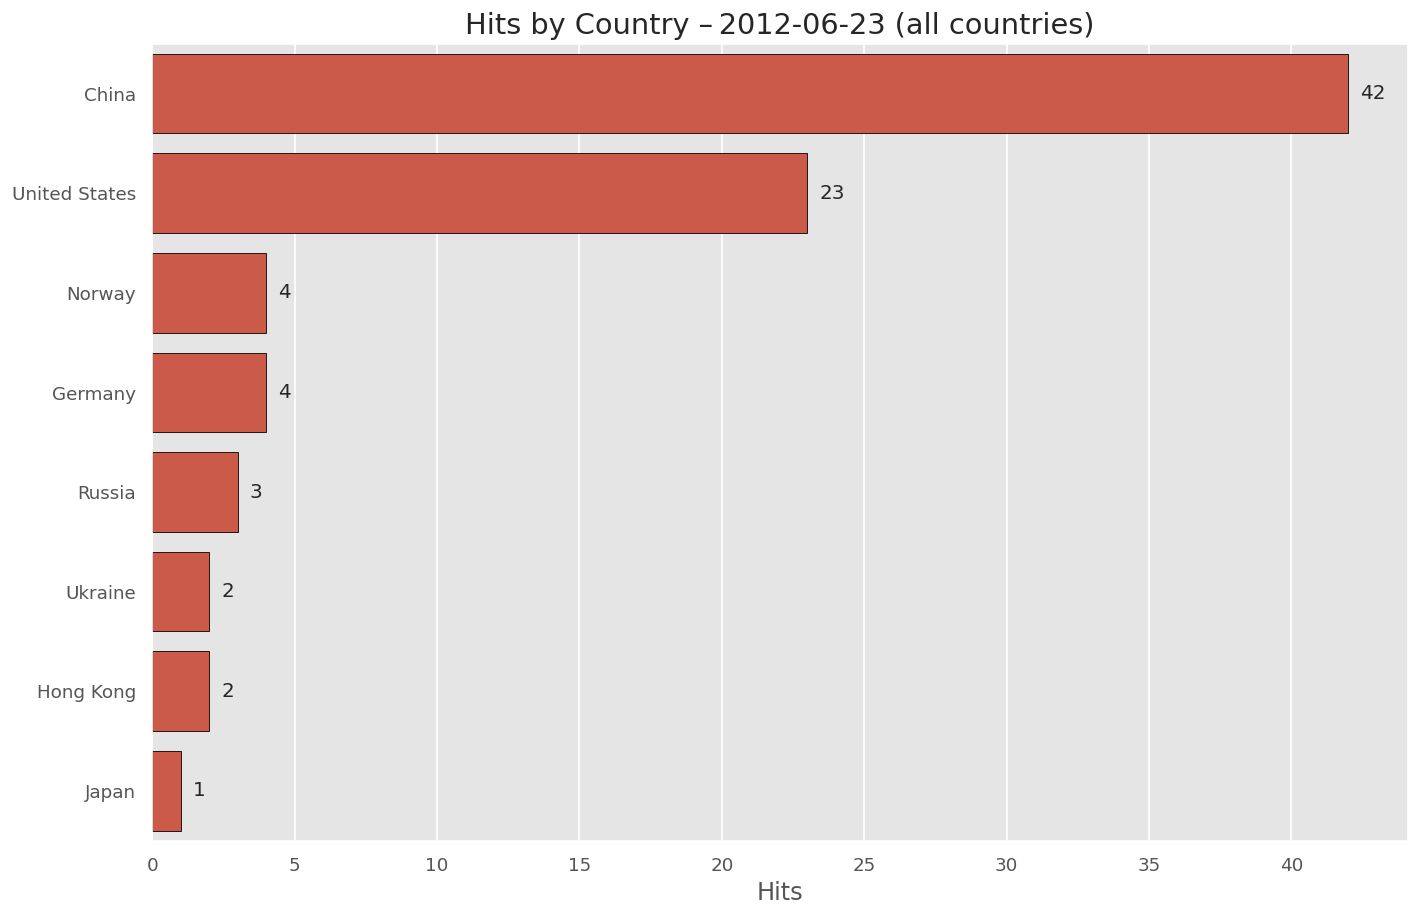 Hits by Country – 2012-06-23 (all countries)
China 42
United States 23
Norway 4
Germany 4
Russia 3
Ukraine 2
Hong Kong 2
Japan 1
0 5 10 15 20 25 30 35 40
Hits